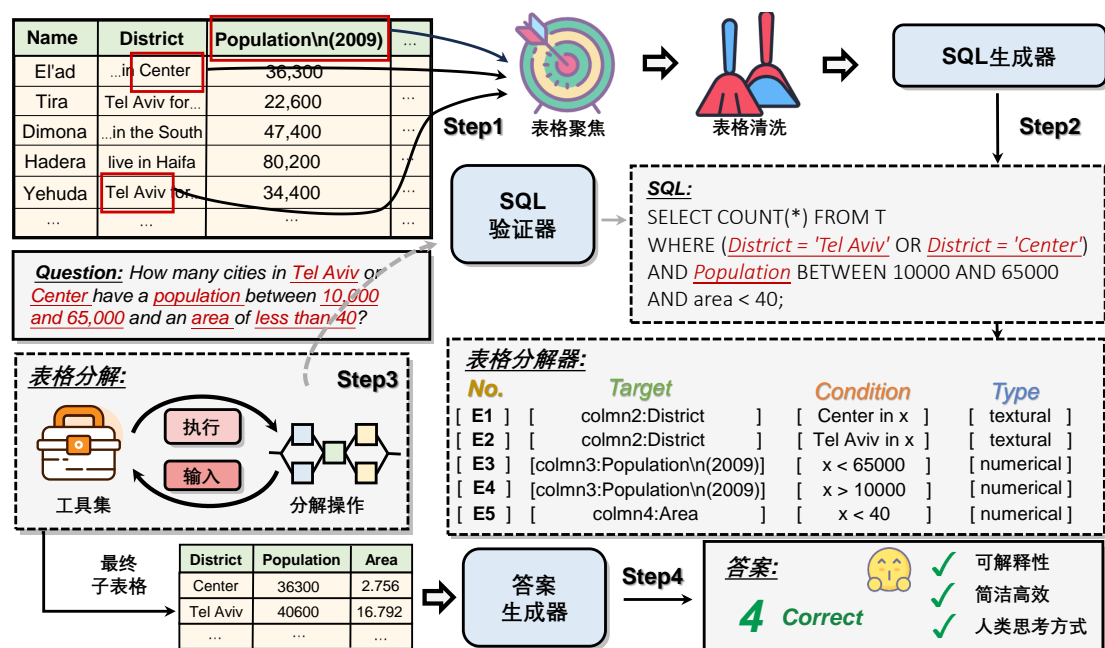 Name District Population\n(2009) ...
El'ad ...in Center 36,300
Tira Tel Aviv for... 22,600 ...
Dimona ...in the South 47,400 ...
Hadera live in Haifa 80,200 ...
Yehuda Tel Aviv for... 34,400 ...
... ... ... ...
Step1
表格聚焦
表格清洗
SQL生成器
Step2
SQL
验证器
SQL:
SELECT COUNT(*) FROM T
WHERE (District = 'Tel Aviv' OR District = 'Center')
AND Population BETWEEN 10000 AND 65000
AND area < 40;
Question: How many cities in Tel Aviv or
Center have a population between 10,000
and 65,000 and an area of less than 40?
表格分解:
Step3
执行
输入
工具集
分解操作
表格分解器:
No. Target Condition Type
[ E1 ] [ colmn2:District ] [ Center in x ] [ textural ]
[ E2 ] [ colmn2:District ] [ Tel Aviv in x ] [ textural ]
[ E3 ] [colmn3:Population\n(2009)] [ x < 65000 ] [ numerical ]
[ E4 ] [colmn3:Population\n(2009)] [ x > 10000 ] [ numerical ]
[ E5 ] [ colmn4:Area ] [ x < 40 ] [ numerical ]
最终
子表格
District Population Area
Center 36300 2.756
Tel Aviv 40600 16.792
... ... ...
答案
生成器
Step4
答案:
4 Correct
可解释性
简洁高效
人类思考方式